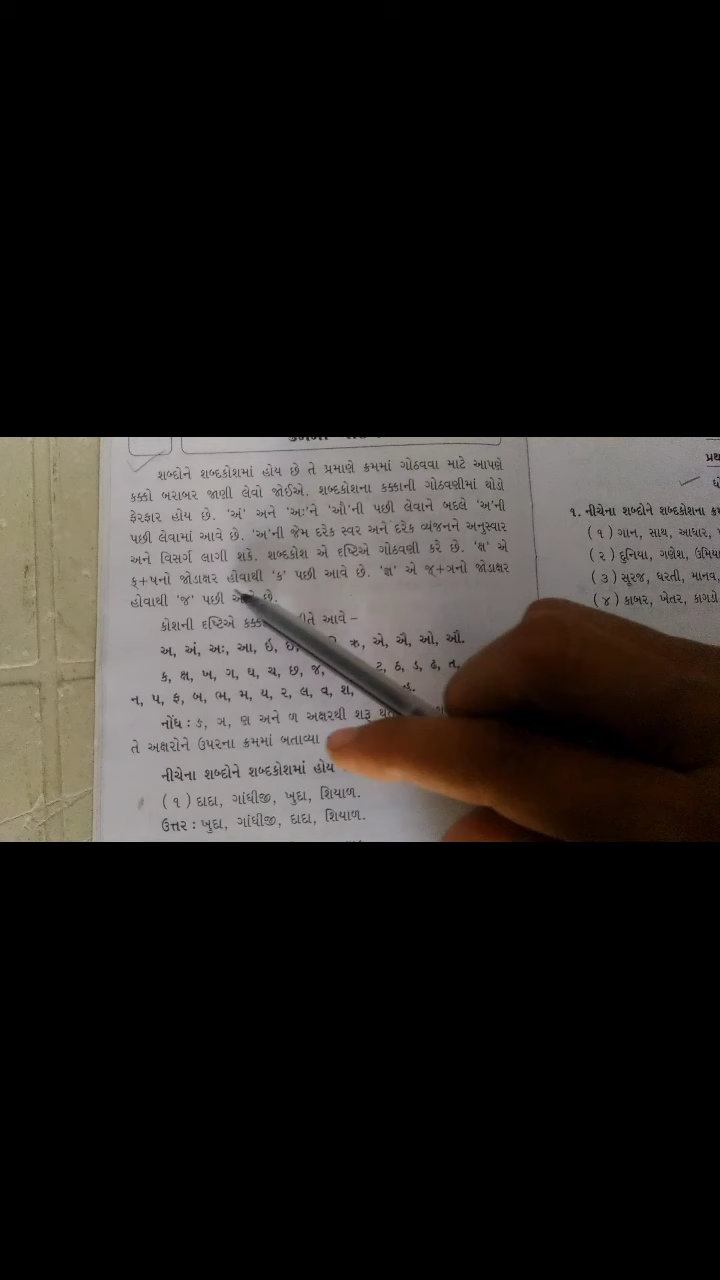 શબ્દોને શબ્દકોશમાં હોય છે તે પ્રમાણે ક્રમમાં ગોઠવવા માટે આપણે
કક્કો બરાબર જાણી લેવો જોઈએ. શબ્દકોશના કક્કાની ગોઠવણીમાં થોડો
ફેરફાર હોય છે. ‘અં’ અને ‘અઃ’ને ‘ઔ’ની પછી લેવાને બદલે ‘અ’ની
પછી લેવામાં આવે છે. ‘અ’ની જેમ દરેક સ્વર અને દરેક વ્યંજનને અનુસ્વાર
અને વિસર્ગ લાગી શકે. શબ્દકોશ એ દૃષ્ટિએ ગોઠવણી કરે છે. ‘ક્ષ’ એ
ક્+ષનો જોડાક્ષર હોવાથી ‘ક’ પછી આવે છે. ‘જ્ઞ’ એ જ્+ઞનો જોડાક્ષર
હોવાથી ‘જ’ પછી છે.
કોશની દૃષ્ટિએ આવે –
અ, અં, અઃ, આ, ઇ, ઋ, એ, ઐ, ઓ, ઔ.
ક, ક્ષ, ખ, ગ, ઘ, ચ, છ, જ, ટ, ઠ, ડ, ઢ, ત,
ન, પ, ફ, બ, ભ, મ, ય, ર, લ, વ, શ,
નોંધ : ઙ, ઞ, ણ અને ળ અક્ષરથી શરૂ
તે અક્ષરોને ઉપરના ક્રમમાં બતાવ્યા
નીચેના શબ્દોને શબ્દકોશમાં હોય
(૧) દાદા, ગાંધીજી, ખુદા, શિયાળ.
ઉત્તર : ખુદા, ગાંધીજી, દાદા, શિયાળ.
૧. નીચેના શબ્દોને શબ્દકોશના
(૧) ગાન, સાથ, આધાર,
(૨) દુનિયા, ગણેશ,
(૩) સૂરજ, ધરતી, માનવ,
(૪) કાબર, ખેતર, કાગડો